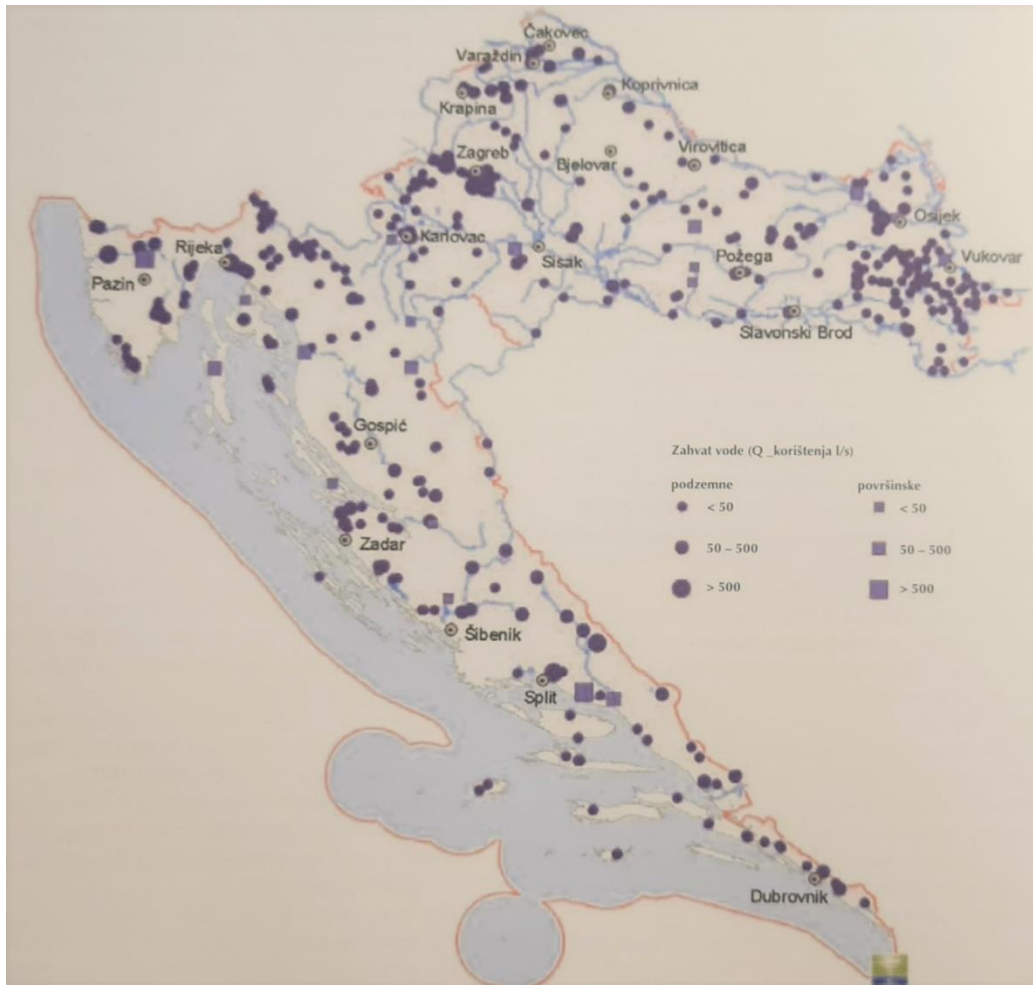 Čakovec
Varaždin
Koprivnica
Krapina
Virovitica
Zagreb
Bjelovar
Osijek
Karlovac
Rijeka
Sisak
Požega
Vukovar
Pazin
Slavonski Brod
Gospić
Zahvat vode (Q _korištenja l/s)
podzemne površinske
< 50 < 50
50 – 500 50 – 500
> 500 > 500
Zadar
Šibenik
Split
Dubrovnik